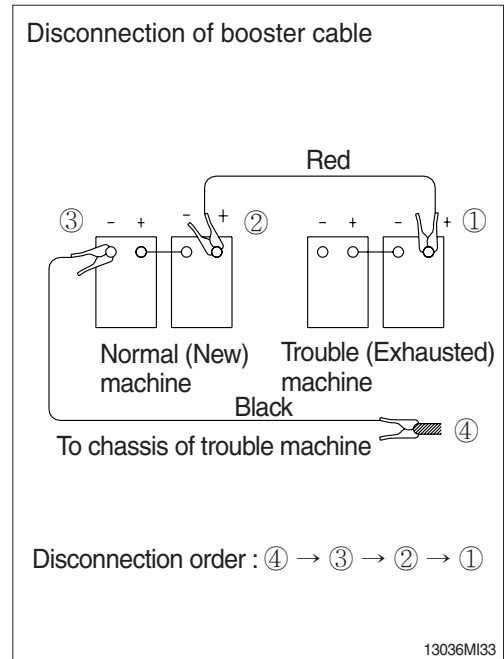 Disconnection of booster cable
Red
③ - + - + ② - + - + ①
Normal (New)
machine
Trouble (Exhausted)
machine
Black
To chassis of trouble machine ④
Disconnection order : ④ → ③ → ② → ①
13036MI33